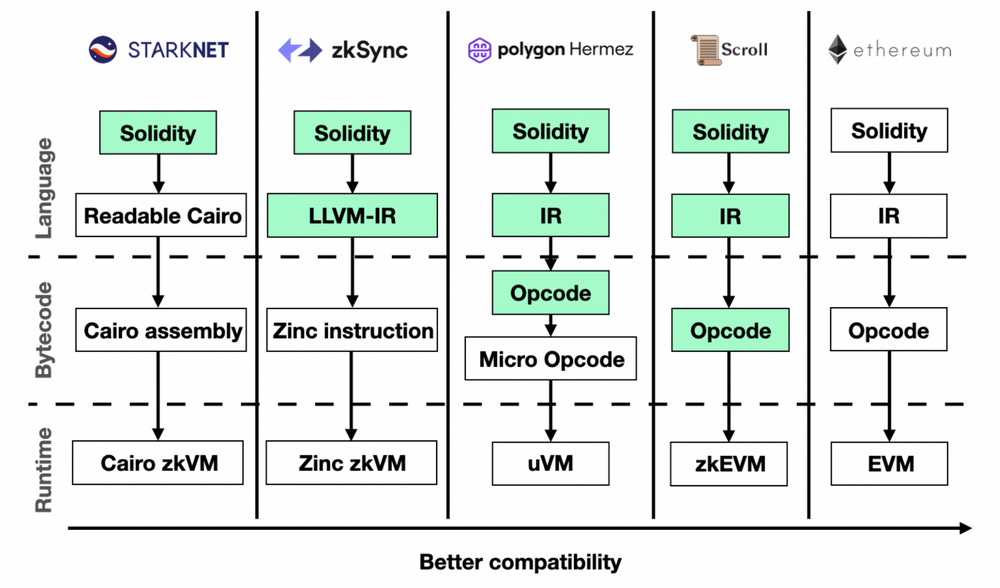 STARKNET
zkSync
polygon Hermez
Scroll
ethereum
Language
Solidity
Solidity
Solidity
Solidity
Solidity
Readable Cairo
LLVM-IR
IR
IR
IR
Bytecode
Opcode
Cairo assembly
Zinc instruction
Opcode
Opcode
Micro Opcode
Runtime
Cairo zkVM
Zinc zkVM
uVM
zkEVM
EVM
Better compatibility